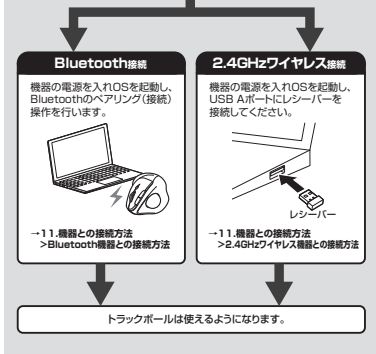 Bluetooth接続
機器の電源を入れOSを起動し、
Bluetoothのペアリング(接続)
操作を行います。
→11.機器との接続方法
>Bluetooth機器との接続方法
2.4GHzワイヤレス接続
機器の電源を入れOSを起動し、
USB Aポートにレシーバーを
接続してください。
レシーバー
→11.機器との接続方法
>2.4GHzワイヤレス機器との接続方法
トラックボールは使えるようになります。